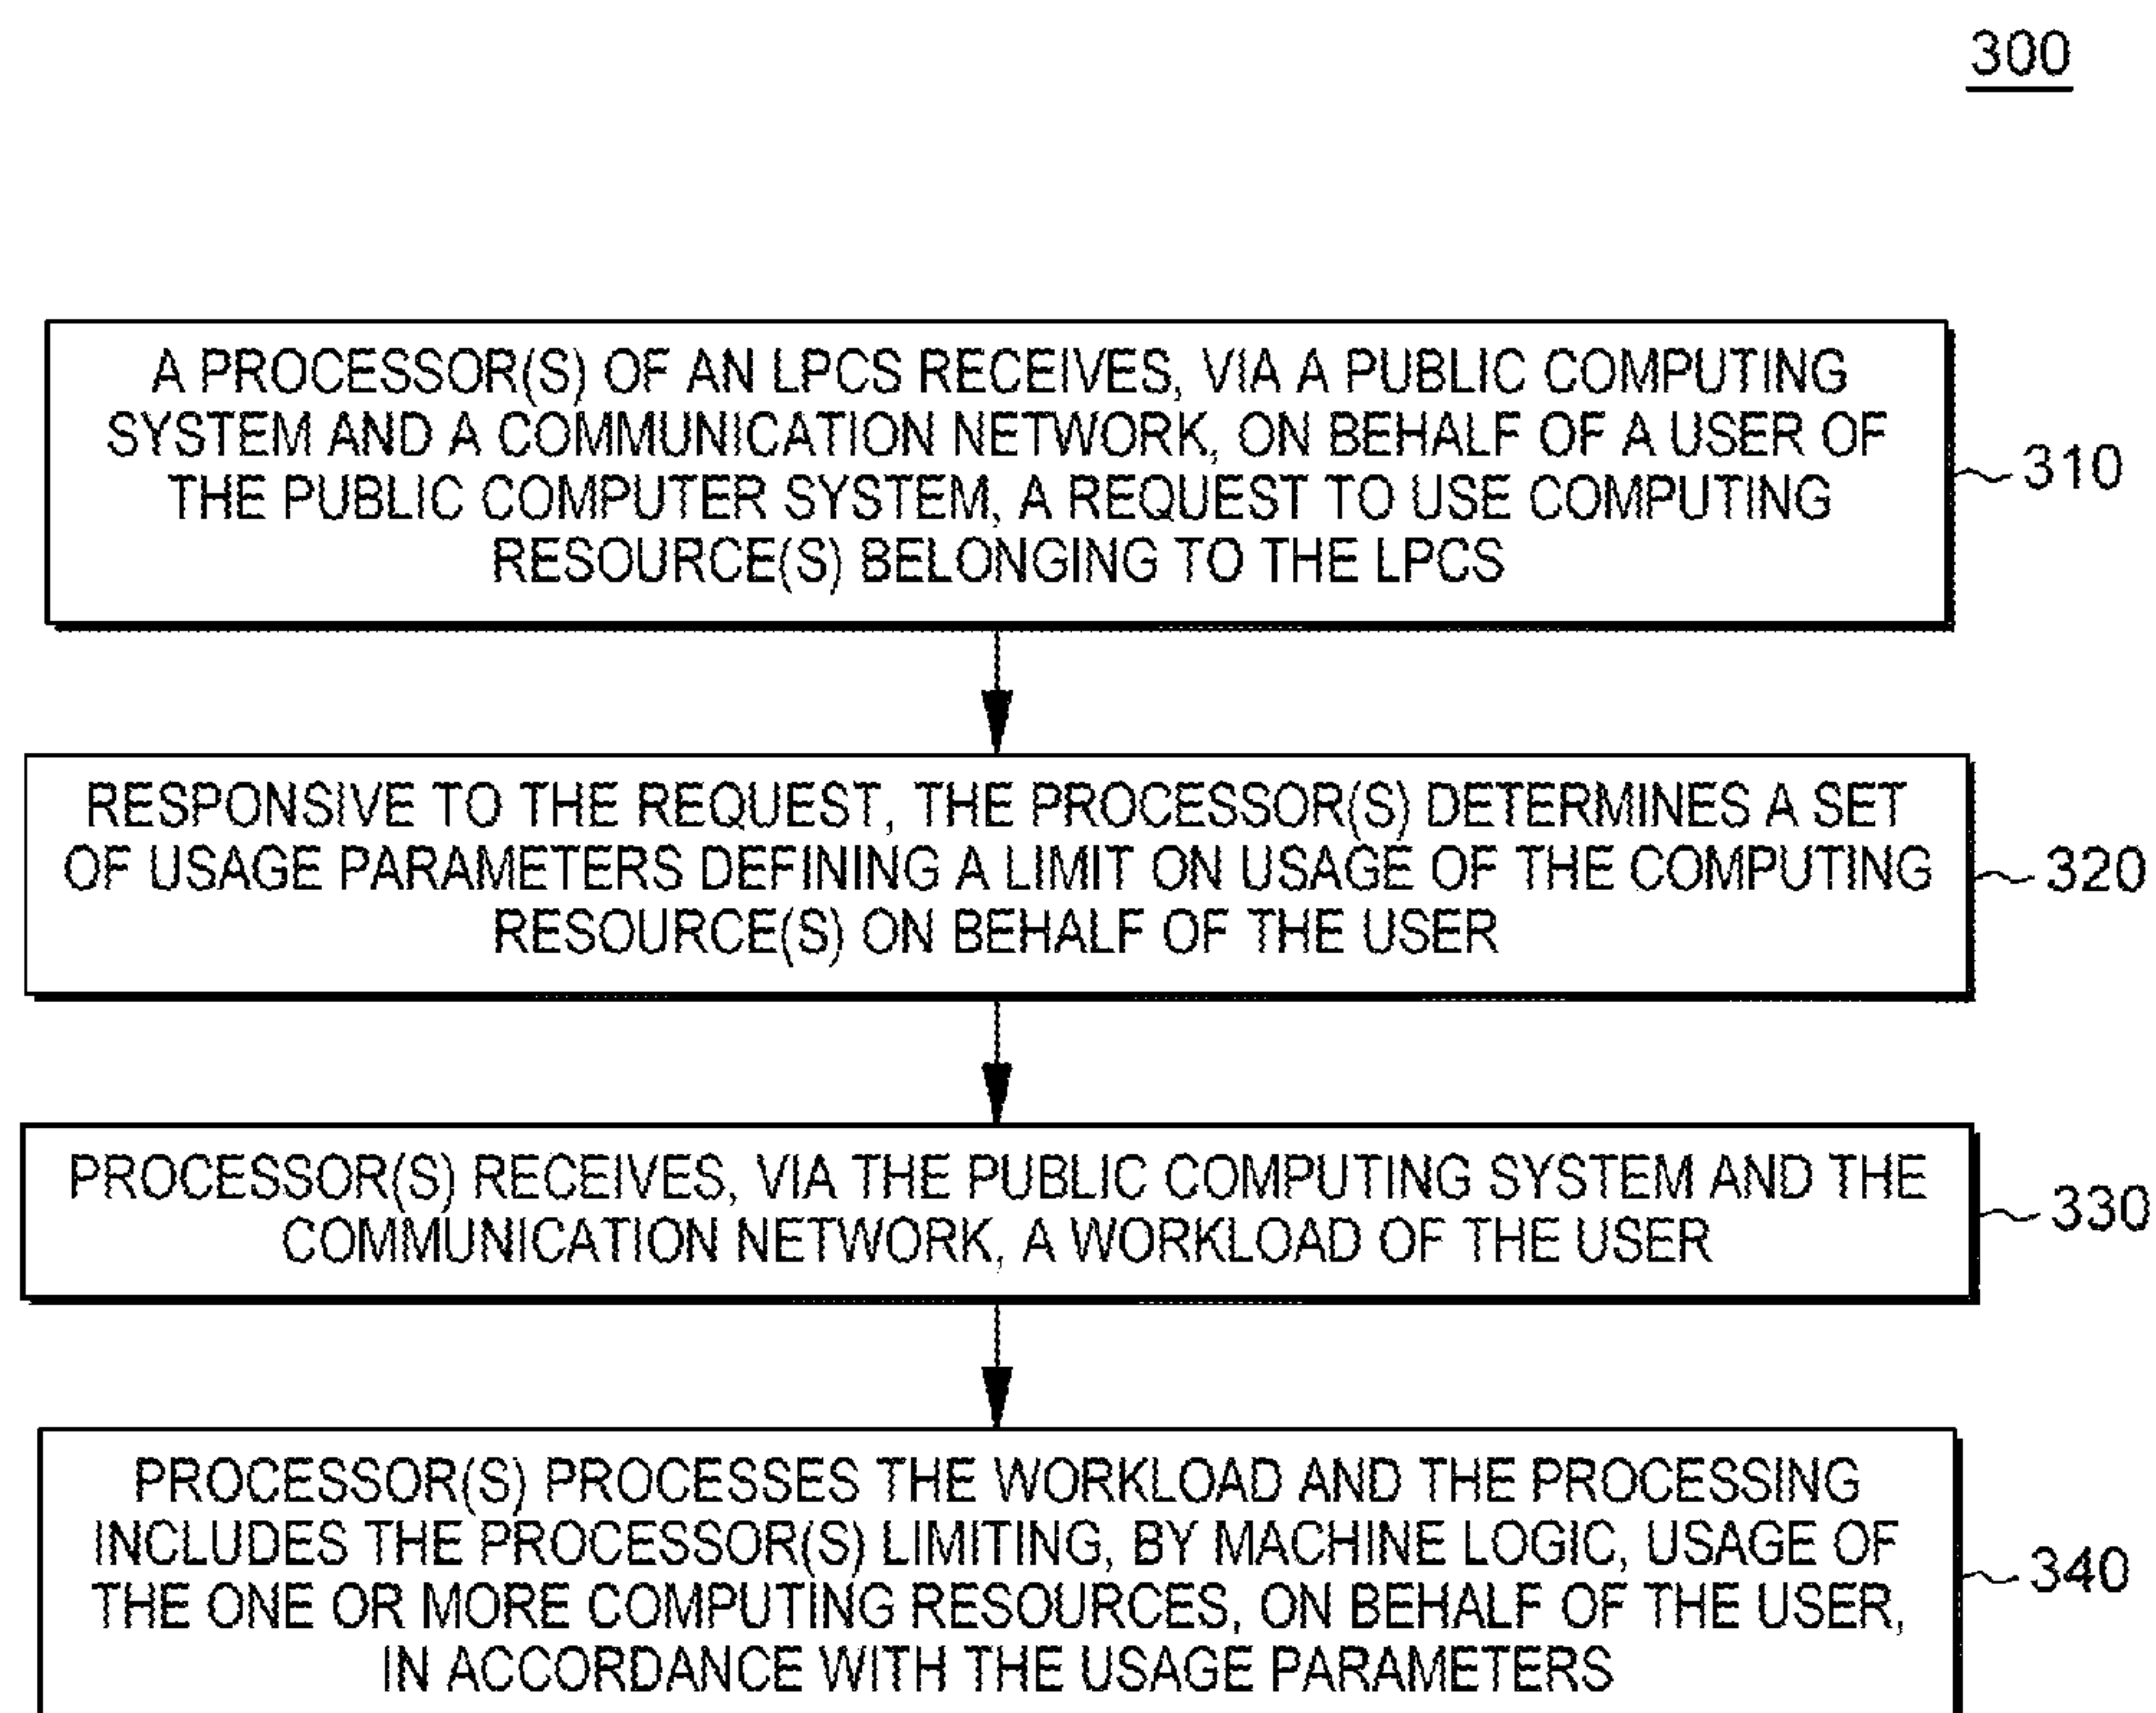 300
A PROCESSOR(S) OF AN LPCS RECEIVES, VIA A PUBLIC COMPUTING
SYSTEM AND A COMMUNICATION NETWORK, ON BEHALF OF A USER OF
THE PUBLIC COMPUTER SYSTEM, A REQUEST TO USE COMPUTING
RESOURCE(S) BELONGING TO THE LPCS
310
RESPONSIVE TO THE REQUEST, THE PROCESSOR(S) DETERMINES A SET
OF USAGE PARAMETERS DEFINING A LIMIT ON USAGE OF THE COMPUTING
RESOURCE(S) ON BEHALF OF THE USER
320
PROCESSOR(S) RECEIVES, VIA THE PUBLIC COMPUTING SYSTEM AND THE
COMMUNICATION NETWORK, A WORKLOAD OF THE USER
330
PROCESSOR(S) PROCESSES THE WORKLOAD AND THE PROCESSING
INCLUDES THE PROCESSOR(S) LIMITING, BY MACHINE LOGIC, USAGE OF
THE ONE OR MORE COMPUTING RESOURCES, ON BEHALF OF THE USER,
IN ACCORDANCE WITH THE USAGE PARAMETERS
340